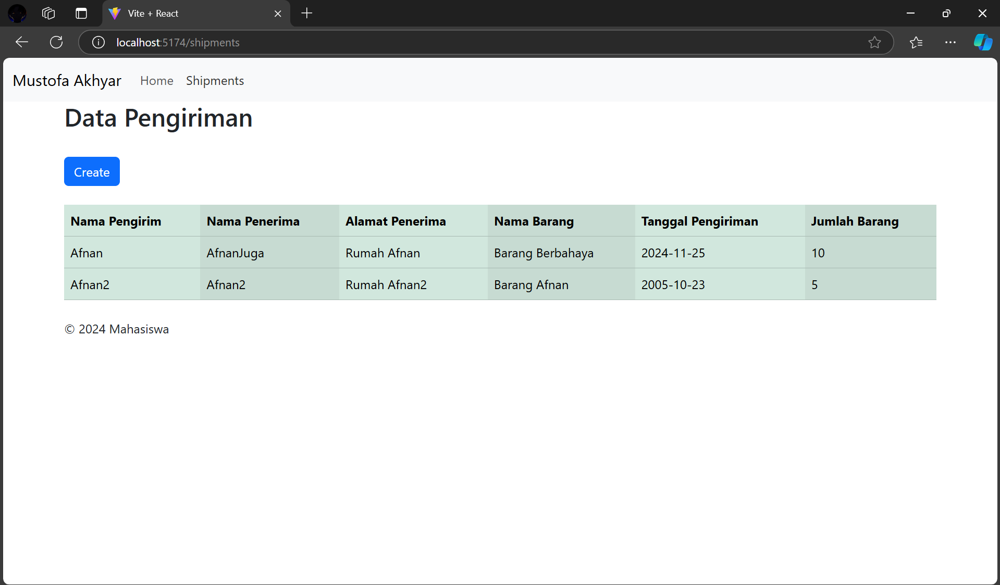 Vite + React
localhost:5174/shipments
Mustofa Akhyar Home Shipments
Data Pengiriman
Create
Nama Pengirim Nama Penerima Alamat Penerima Nama Barang Tanggal Pengiriman Jumlah Barang
Afnan AfnanJuga Rumah Afnan Barang Berbahaya 2024-11-25 10
Afnan2 Afnan2 Rumah Afnan2 Barang Afnan 2005-10-23 5
© 2024 Mahasiswa